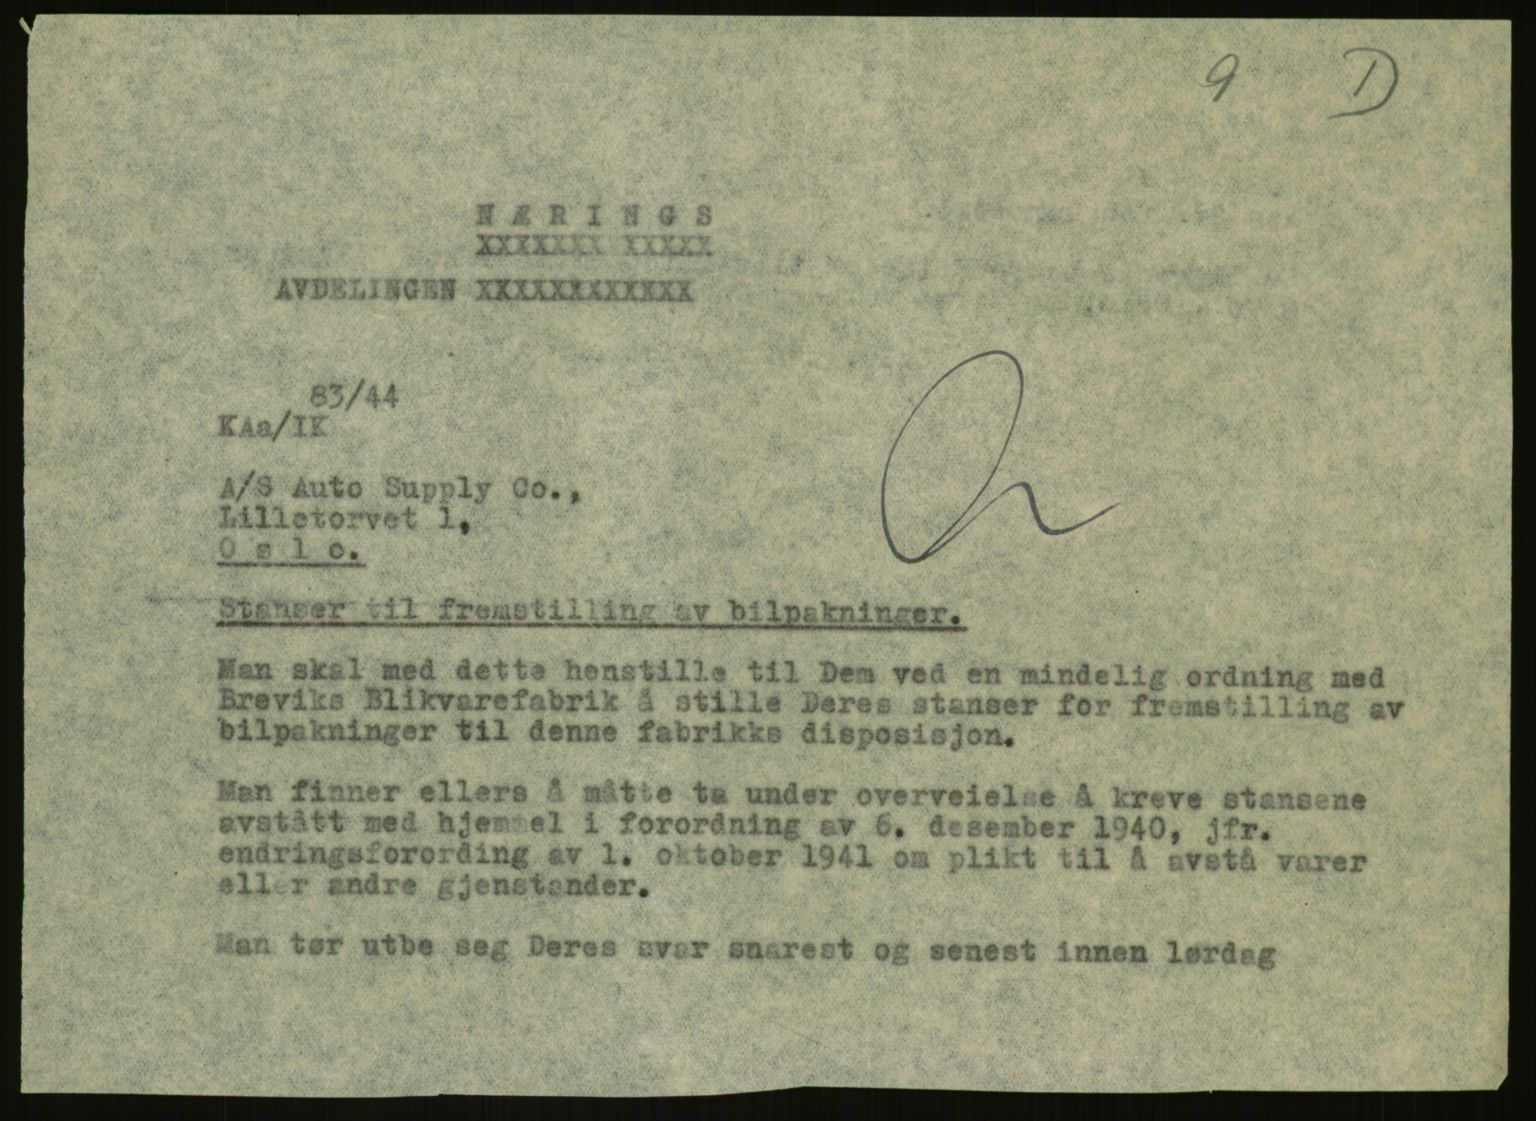 9 D
N Æ R I N G S
XXXXXXX XXXXX
AVDELINGEN XXXXXXXXXXXX
83/44
KAa/IK
A/S Auto Supply Co.,
Lilletorvet 1,
O s l o.
Stanser til fremstilling av bilpakninger.
Man skal med dette henstille til Dem ved en mindelig ordning med
Breviks Blikvarefabrik å stille Deres stanser for fremstilling av
bilpakninger til denne fabrikks disposisjon.
Man finner ellers å måtte ta under overveielse å kreve stansene
avstått med hjemmel i forordning av 6. desember 1940, jfr.
endringsforording av 1. oktober 1941 om plikt til å avstå varer
eller andre gjenstander.
Man tør utbe seg Deres svar snarest og senest innen lørdag